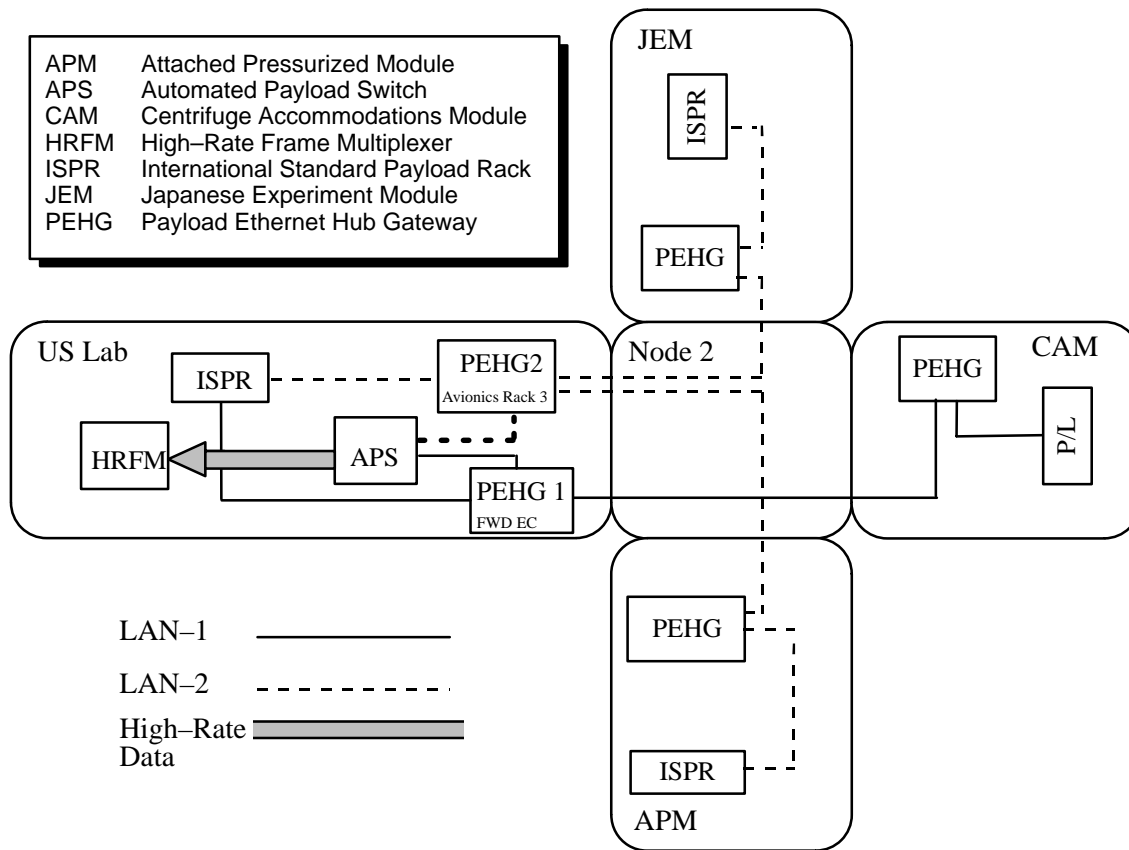 APM Attached Pressurized Module
APS Automated Payload Switch
CAM Centrifuge Accommodations Module
HRFM High–Rate Frame Multiplexer
ISPR International Standard Payload Rack
JEM Japanese Experiment Module
PEHG Payload Ethernet Hub Gateway
JEM
ISPR
PEHG
US Lab
ISPR
PEHG2
Avionics Rack 3
HRFM
APS
PEHG 1
FWD EC
Node 2
CAM
PEHG
P/L
PEHG
ISPR
APM
LAN–1
LAN–2
High–Rate
Data